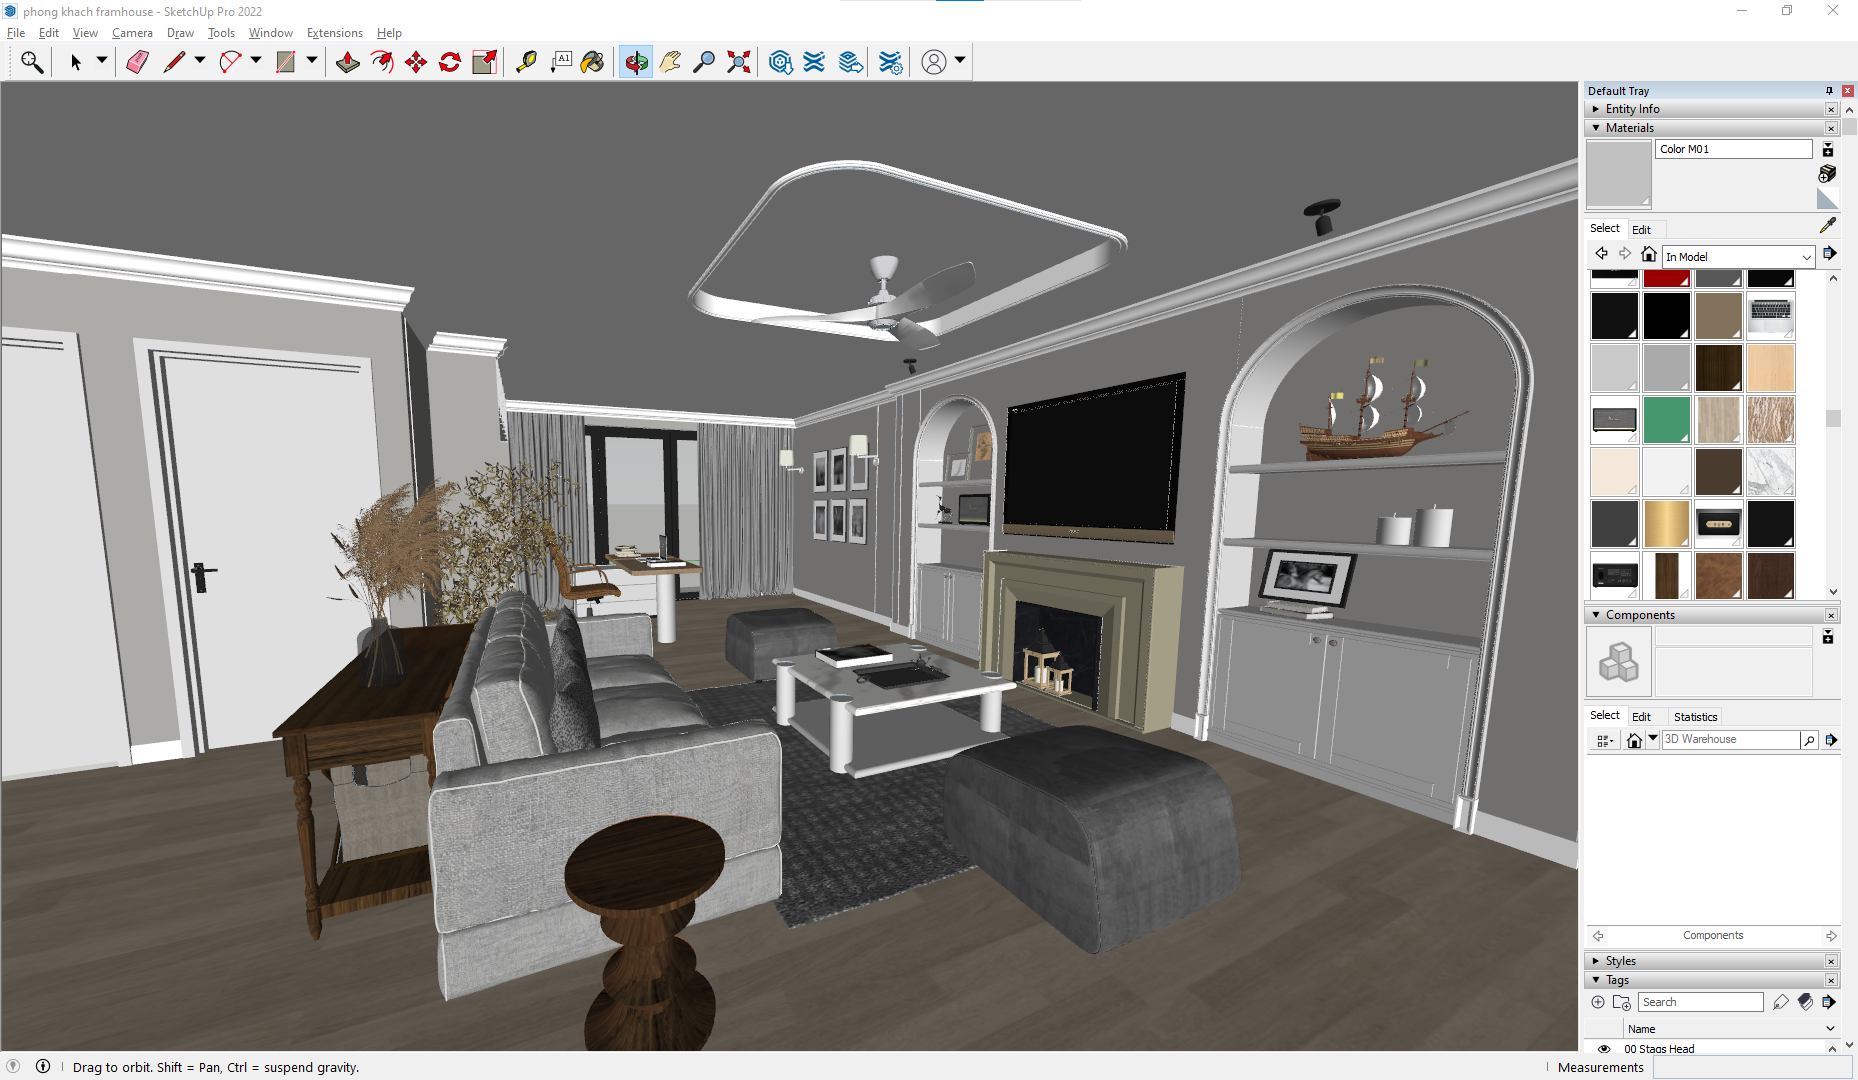 phong khach framhouse - SketchUp Pro 2022
File Edit View Camera Draw Tools Window Extensions Help
A1
Default Tray
Entity Info
Materials
Color M01
Select Edit
In Model
Components
Select Edit Statistics
3D Warehouse
Components
Styles
Tags
Search
Name
00 Stags Head
Drag to orbit. Shift = Pan, Ctrl = suspend gravity.
Measurements